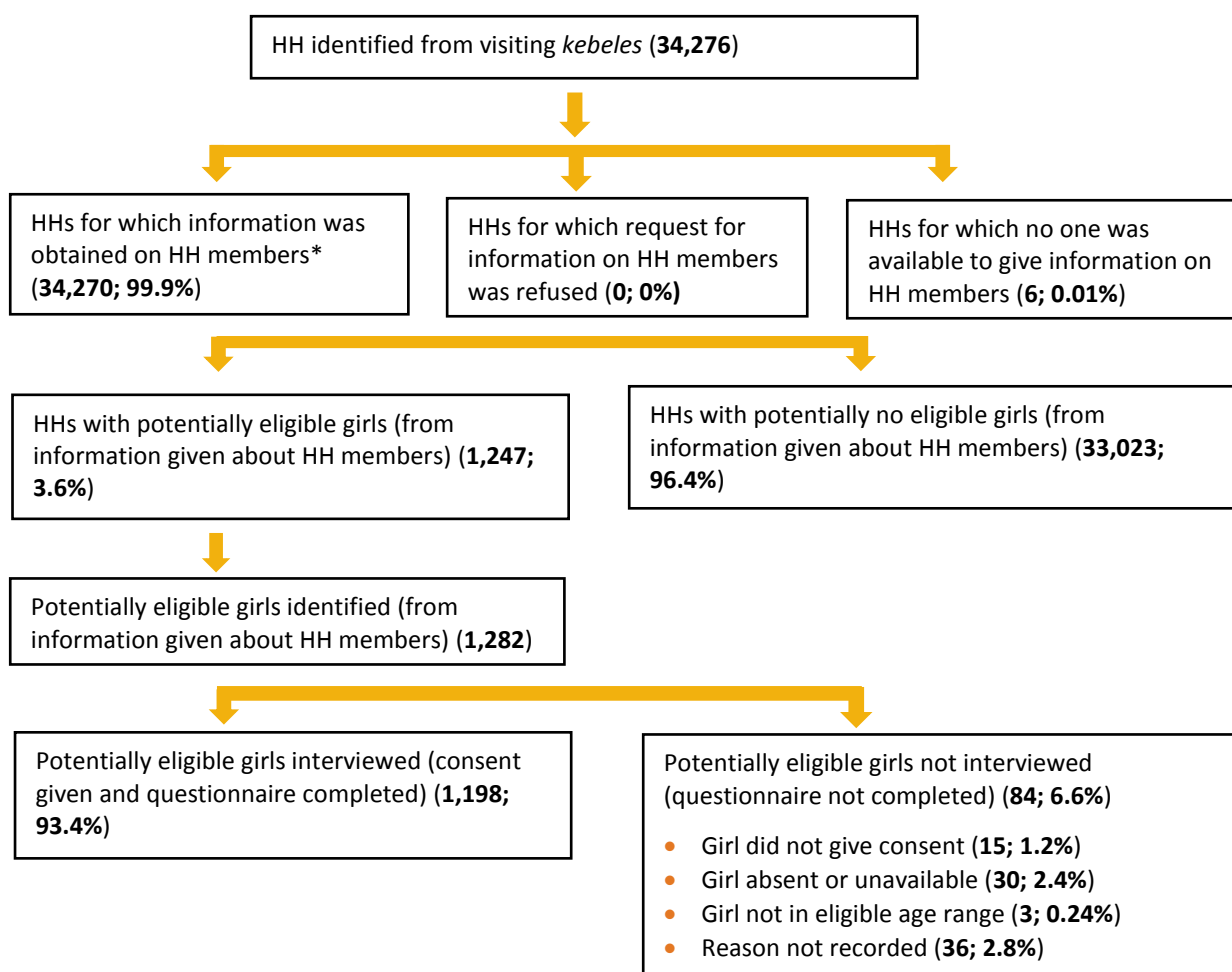 HH identified from visiting kebeles (34,276)
HHs for which information was
obtained on HH members*
(34,270; 99.9%)
HHs for which request for
information on HH members
was refused (0; 0%)
HHs for which no one was
available to give information on
HH members (6; 0.01%)
HHs with potentially eligible girls (from
information given about HH members) (1,247;
3.6%)
HHs with potentially no eligible girls (from
information given about HH members) (33,023;
96.4%)
Potentially eligible girls identified (from
information given about HH members) (1,282)
Potentially eligible girls interviewed (consent
given and questionnaire completed) (1,198;
93.4%)
Potentially eligible girls not interviewed
(questionnaire not completed) (84; 6.6%)
• Girl did not give consent (15; 1.2%)
• Girl absent or unavailable (30; 2.4%)
• Girl not in eligible age range (3; 0.24%)
• Reason not recorded (36; 2.8%)